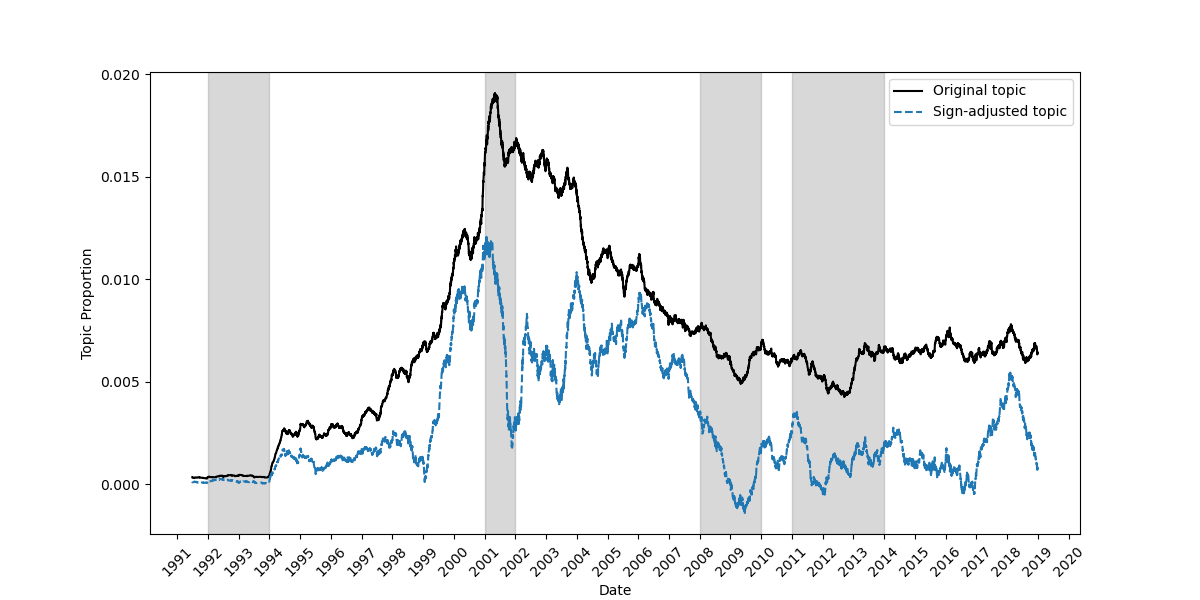 Original topic
Sign-adjusted topic
0.020
0.015
0.010
0.005
0.000
Topic Proportion
1991 1992 1993 1994 1995 1996 1997 1998 1999 2000 2001 2002 2003 2004 2005 2006 2007 2008 2009 2010 2011 2012 2013 2014 2015 2016 2017 2018 2019 2020
Date